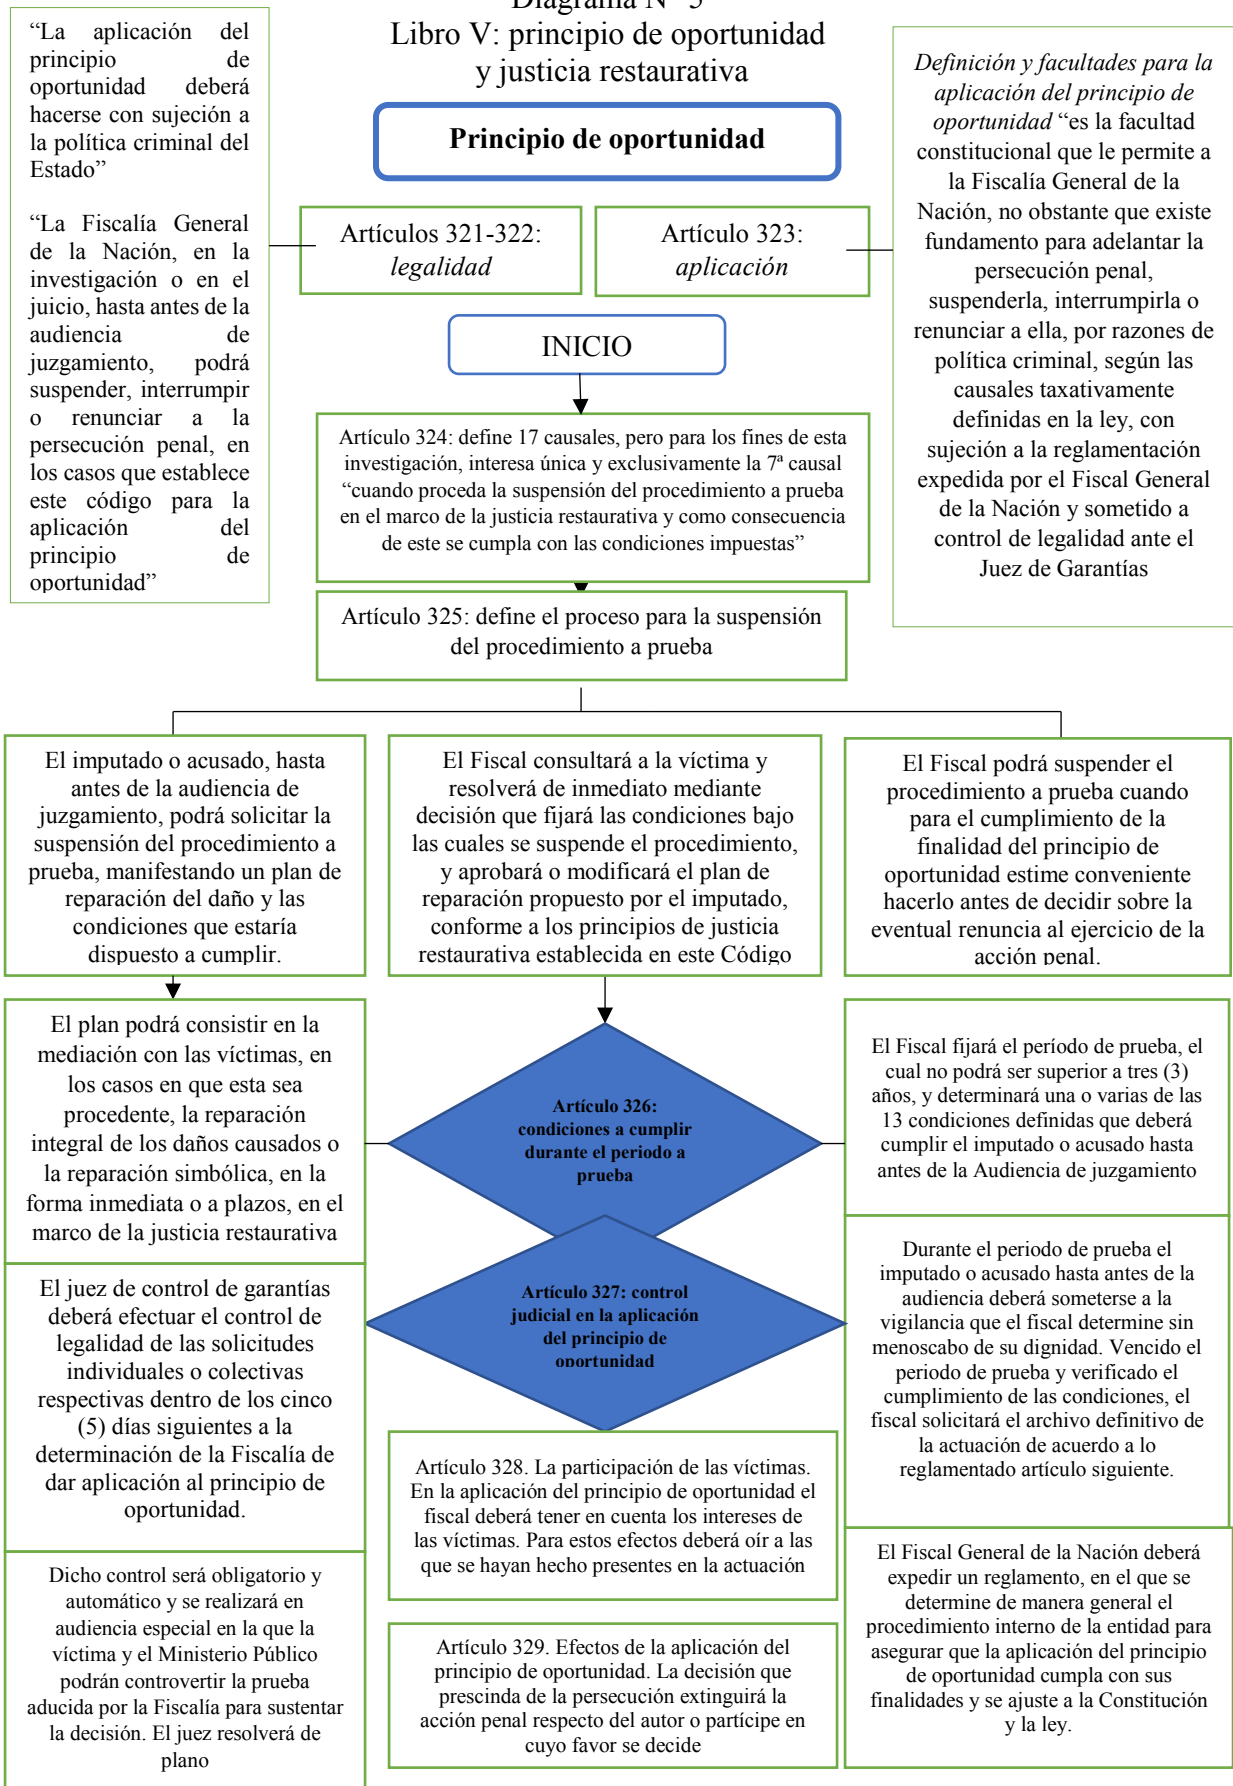 Diagrama N° 5
Libro V: principio de oportunidad
y justicia restaurativa
“La aplicación del
principio de
oportunidad deberá
hacerse con sujeción a
la política criminal del
Estado”
“La Fiscalía General
de la Nación, en la
investigación o en el
juicio, hasta antes de la
audiencia de
juzgamiento, podrá
suspender, interrumpir
o renunciar a la
persecución penal, en
los casos que establece
este código para la
aplicación del
principio de
oportunidad”
Principio de oportunidad
Artículos 321-322:
legalidad
Artículo 323:
aplicación
Definición y facultades para la
aplicación del principio de
oportunidad “es la facultad
constitucional que le permite a
la Fiscalía General de la
Nación, no obstante que existe
fundamento para adelantar la
persecución penal,
suspenderla, interrumpirla o
renunciar a ella, por razones de
política criminal, según las
causales taxativamente
definidas en la ley, con
sujeción a la reglamentación
expedida por el Fiscal General
de la Nación y sometido a
control de legalidad ante el
Juez de Garantías
INICIO
Artículo 324: define 17 causales, pero para los fines de esta
investigación, interesa única y exclusivamente la 7ª causal
“cuando proceda la suspensión del procedimiento a prueba
en el marco de la justicia restaurativa y como consecuencia
de este se cumpla con las condiciones impuestas”
Artículo 325: define el proceso para la suspensión
del procedimiento a prueba
El imputado o acusado, hasta
antes de la audiencia de
juzgamiento, podrá solicitar la
suspensión del procedimiento a
prueba, manifestando un plan de
reparación del daño y las
condiciones que estaría
dispuesto a cumplir.
El Fiscal consultará a la víctima y
resolverá de inmediato mediante
decisión que fijará las condiciones bajo
las cuales se suspende el procedimiento,
y aprobará o modificará el plan de
reparación propuesto por el imputado,
conforme a los principios de justicia
restaurativa establecida en este Código
El Fiscal podrá suspender el
procedimiento a prueba cuando
para el cumplimiento de la
finalidad del principio de
oportunidad estime conveniente
hacerlo antes de decidir sobre la
eventual renuncia al ejercicio de la
acción penal.
El plan podrá consistir en la
mediación con las víctimas, en
los casos en que esta sea
procedente, la reparación
integral de los daños causados o
la reparación simbólica, en la
forma inmediata o a plazos, en el
marco de la justicia restaurativa
Artículo 326:
condiciones a cumplir
durante el periodo a
prueba
El Fiscal fijará el período de prueba, el
cual no podrá ser superior a tres (3)
años, y determinará una o varias de las
13 condiciones definidas que deberá
cumplir el imputado o acusado hasta
antes de la Audiencia de juzgamiento
El juez de control de garantías
deberá efectuar el control de
legalidad de las solicitudes
individuales o colectivas
respectivas dentro de los cinco
(5) días siguientes a la
determinación de la Fiscalía de
dar aplicación al principio de
oportunidad.
Artículo 327: control
judicial en la aplicación
del principio de
oportunidad
Durante el periodo de prueba el
imputado o acusado hasta antes de la
audiencia deberá someterse a la
vigilancia que el fiscal determine sin
menoscabo de su dignidad. Vencido el
periodo de prueba y verificado el
cumplimiento de las condiciones, el
fiscal solicitará el archivo definitivo de
la actuación de acuerdo a lo
reglamentado artículo siguiente.
Artículo 328. La participación de las víctimas.
En la aplicación del principio de oportunidad el
fiscal deberá tener en cuenta los intereses de
las víctimas. Para estos efectos deberá oír a las
que se hayan hecho presentes en la actuación
Dicho control será obligatorio y
automático y se realizará en
audiencia especial en la que la
víctima y el Ministerio Público
podrán controvertir la prueba
aducida por la Fiscalía para sustentar
la decisión. El juez resolverá de
plano
Artículo 329. Efectos de la aplicación del
principio de oportunidad. La decisión que
prescinda de la persecución extinguirá la
acción penal respecto del autor o partícipe en
cuyo favor se decide
El Fiscal General de la Nación deberá
expedir un reglamento, en el que se
determine de manera general el
procedimiento interno de la entidad para
asegurar que la aplicación del principio
de oportunidad cumpla con sus
finalidades y se ajuste a la Constitución
y la ley.